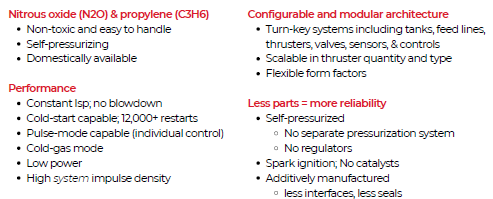 Nitrous oxide (N2O) & propylene (C3H6)
• Non-toxic and easy to handle
• Self-pressurizing
• Domestically available
Performance
• Constant Isp; no blowdown
• Cold-start capable; 12,000+ restarts
• Pulse-mode capable (individual control)
• Cold-gas mode
• Low power
• High system impulse density
Configurable and modular architecture
• Turn-key systems including tanks, feed lines,
thrusters, valves, sensors, & controls
• Scalable in thruster quantity and type
• Flexible form factors
Less parts = more reliability
• Self-pressurized
○ No separate pressurization system
○ No regulators
• Spark ignition; No catalysts
• Additively manufactured
○ less interfaces, less seals